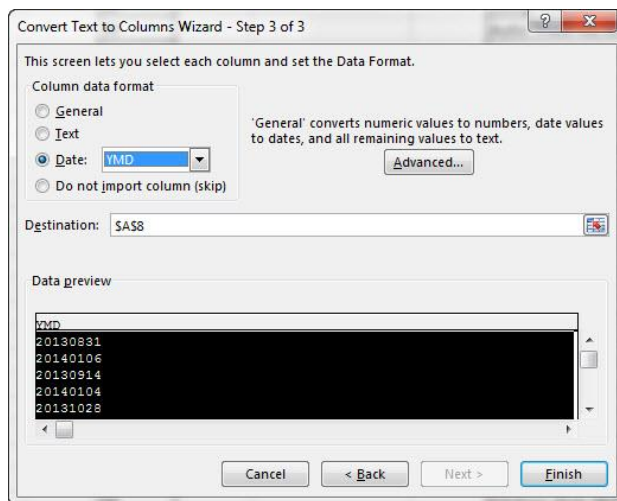 Convert Text to Columns Wizard - Step 3 of 3
This screen lets you select each column and set the Data Format.
Column data format
General
Text
Date: YMD
Do not import column (skip)
'General' converts numeric values to numbers, date values
to dates, and all remaining values to text.
Advanced...
Destination: $A$8
Data preview
YMD
20130831
20140106
20130914
20140104
20131028
Cancel < Back Next > Finish